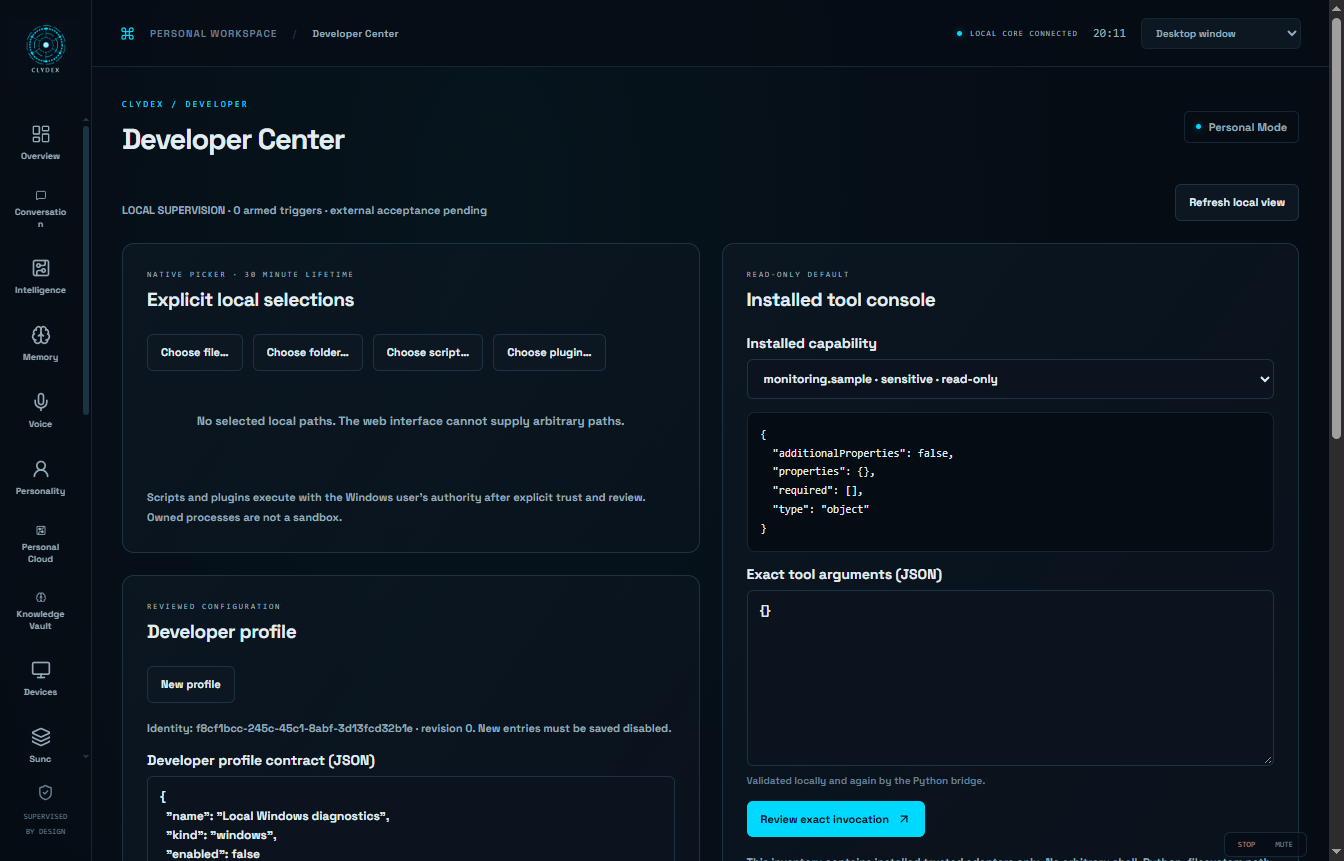 CLYDEX
Overview
Conversatio
n
Intelligence
Memory
Voice
Personality
Personal
Cloud
Knowledge
Vault
Devices
Sync
SUPERVISED
BY DESIGN
PERSONAL WORKSPACE / Developer Center
LOCAL CORE CONNECTED 20:11 Desktop window
CLYDEX / DEVELOPER
Developer Center
Personal Mode
LOCAL SUPERVISION · 0 armed triggers · external acceptance pending
Refresh local view
NATIVE PICKER · 30 MINUTE LIFETIME
Explicit local selections
Choose file… Choose folder… Choose script… Choose plugin…
No selected local paths. The web interface cannot supply arbitrary paths.
Scripts and plugins execute with the Windows user's authority after explicit trust and review.
Owned processes are not a sandbox.
REVIEWED CONFIGURATION
Developer profile
New profile
Identity: f8cf1bcc-245c-45c1-8abf-3d13fcd32b1e · revision 0. New entries must be saved disabled.
Developer profile contract (JSON)
{
"name": "Local Windows diagnostics",
"kind": "windows",
"enabled": false
READ-ONLY DEFAULT
Installed tool console
Installed capability
monitoring.sample · sensitive · read-only
{
"additionalProperties": false,
"properties": {},
"required": [],
"type": "object"
}
Exact tool arguments (JSON)
{}
Validated locally and again by the Python bridge.
Review exact invocation
STOP MUTE